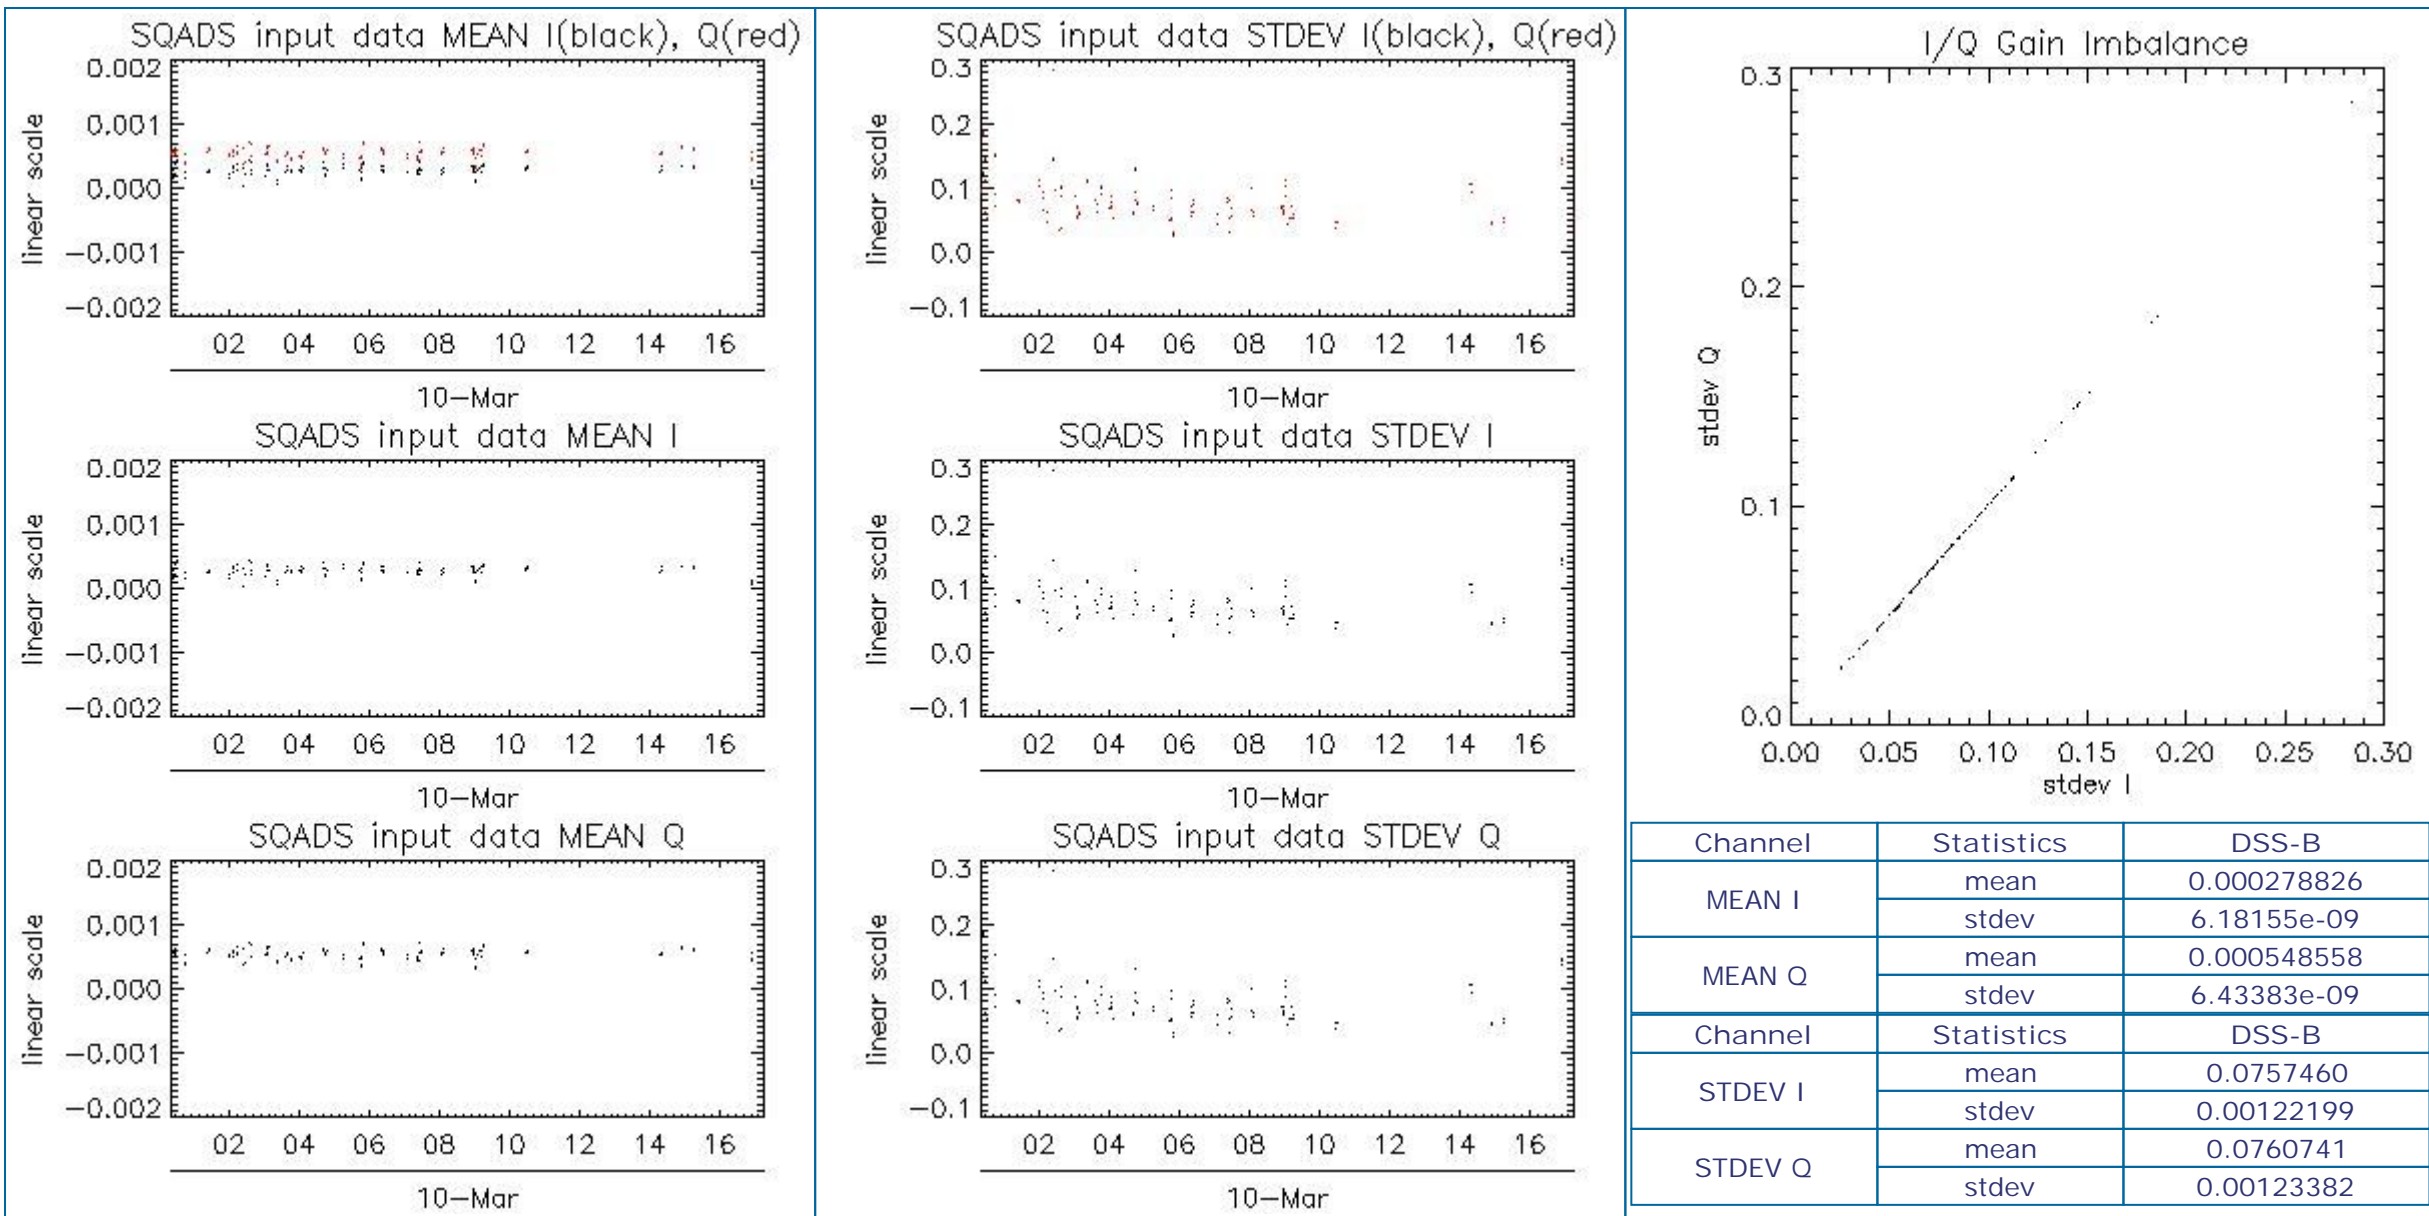 SQADS input data MEAN I(black), Q(red)
0.002
0.001
0.000
-0.001
-0.002
linear scale
02 04 06 08 10 12 14 16
10-Mar
SQADS input data MEAN I
0.002
0.001
0.000
-0.001
-0.002
linear scale
02 04 06 08 10 12 14 16
10-Mar
SQADS input data MEAN Q
0.002
0.001
0.000
-0.001
-0.002
linear scale
02 04 06 08 10 12 14 16
10-Mar
SQADS input data STDEV I(black), Q(red)
0.3
0.2
0.1
0.0
-0.1
linear scale
02 04 06 08 10 12 14 16
10-Mar
SQADS input data STDEV I
0.3
0.2
0.1
0.0
-0.1
linear scale
02 04 06 08 10 12 14 16
10-Mar
SQADS input data STDEV Q
0.3
0.2
0.1
0.0
-0.1
linear scale
02 04 06 08 10 12 14 16
10-Mar
I/Q Gain Imbalance
0.3
0.2
0.1
0.0
stdev Q
0.00 0.05 0.10 0.15 0.20 0.25 0.30
stdev I
Channel Statistics DSS-B
MEAN I mean 0.000278826
stdev 6.18155e-09
MEAN Q mean 0.000548558
stdev 6.43383e-09
Channel Statistics DSS-B
STDEV I mean 0.0757460
stdev 0.00122199
STDEV Q mean 0.0760741
stdev 0.00123382